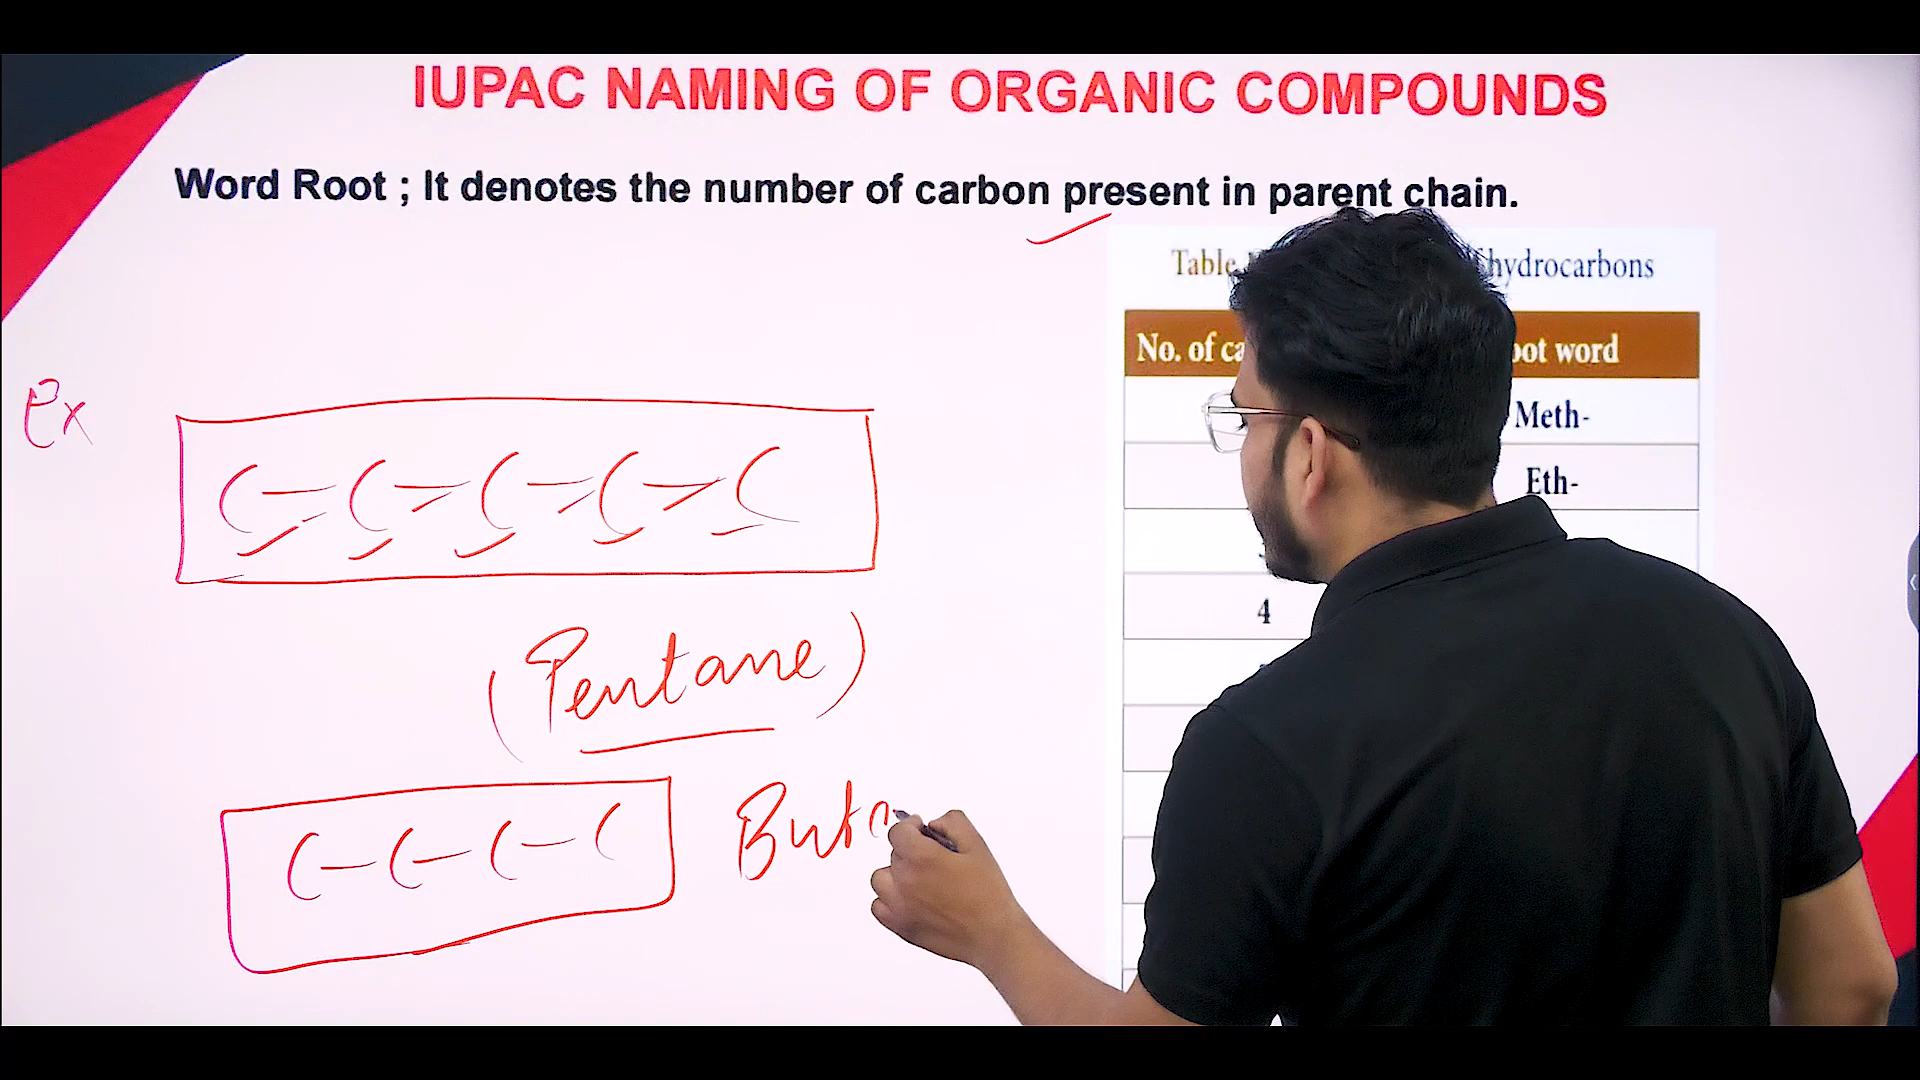 IUPAC NAMING OF ORGANIC COMPOUNDS
Word Root ; It denotes the number of carbon present in parent chain.
Table hydrocarbons
No. of ca oot word
Meth-
Eth-
4
Ex
C – C – C – C – C
(Pentane)
C – C – C – C
Buta